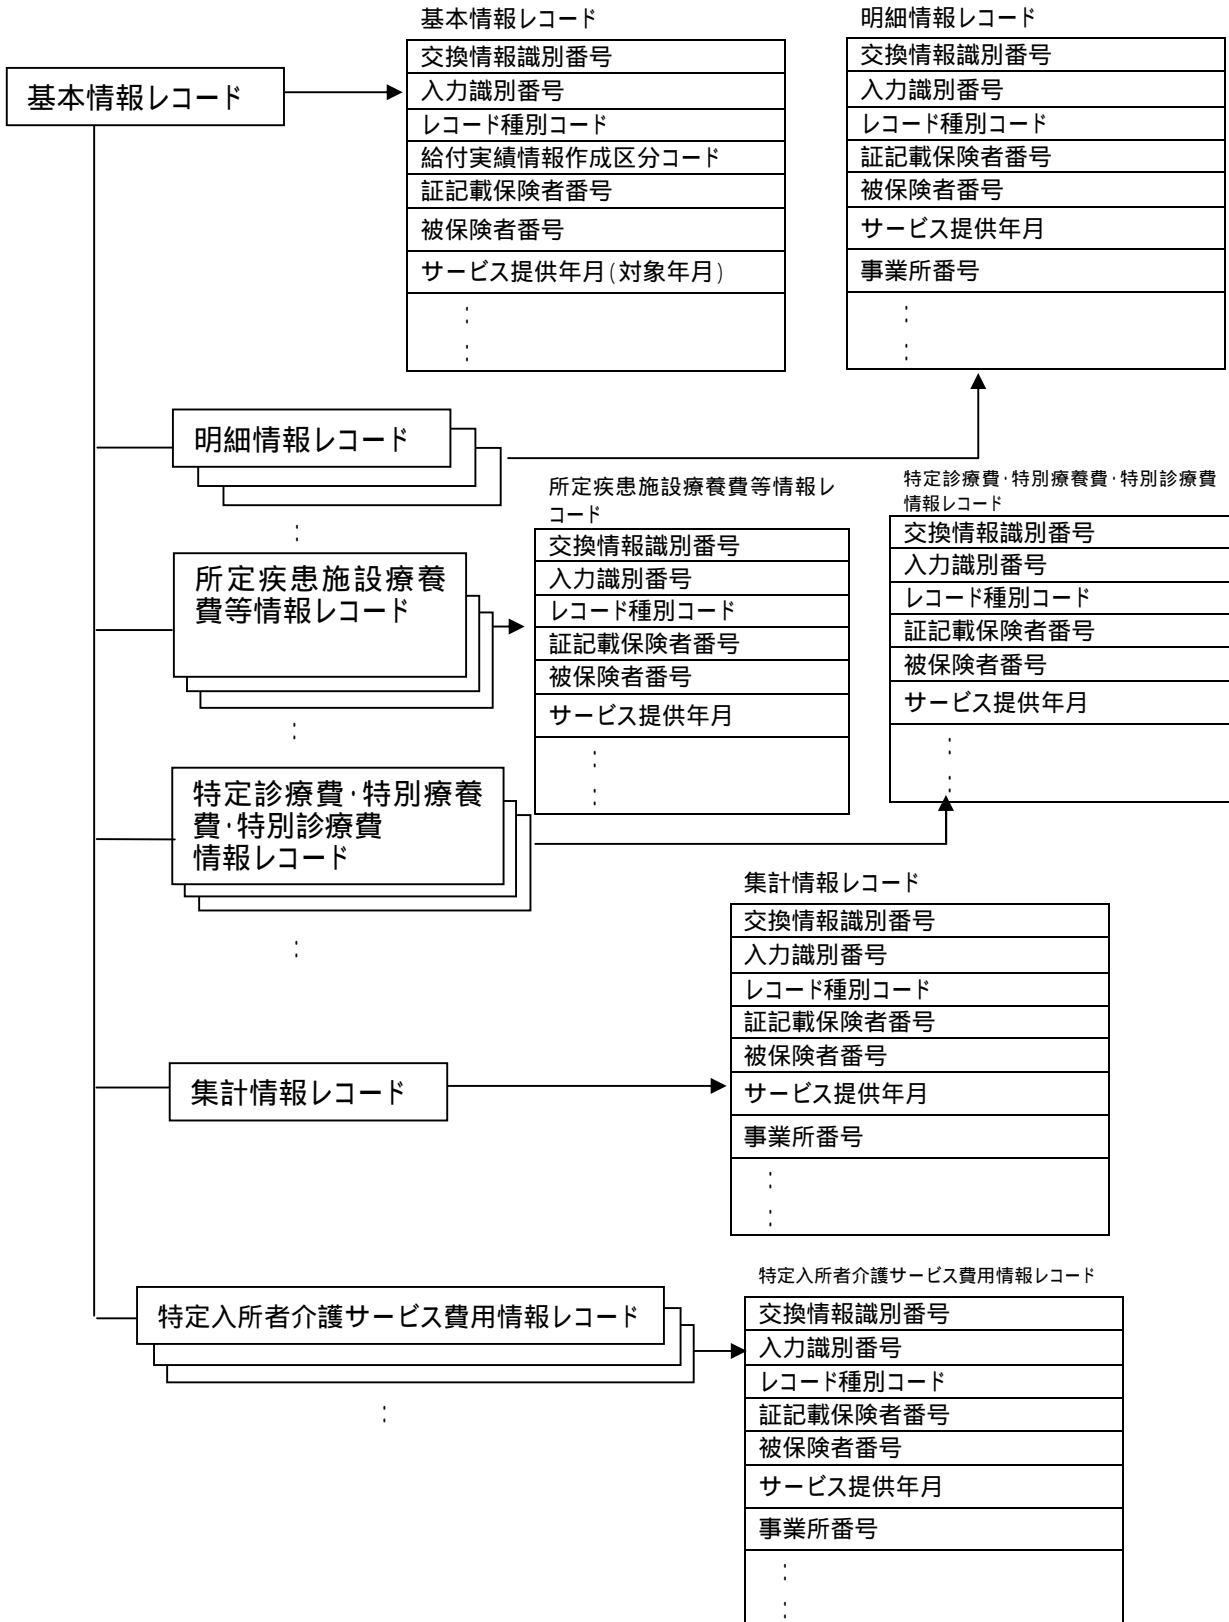 基本情報レコード
基本情報レコード
交換情報識別番号
入力識別番号
レコード種別コード
給付実績情報作成区分コード
証記載保険者番号
被保険者番号
サービス提供年月(対象年月)
:
:
明細情報レコード
交換情報識別番号
入力識別番号
レコード種別コード
証記載保険者番号
被保険者番号
サービス提供年月
事業所番号
:
:
明細情報レコード
:
所定疾患施設療養
費等情報レコード
:
所定疾患施設療養費等情報レ
コード
交換情報識別番号
入力識別番号
レコード種別コード
証記載保険者番号
被保険者番号
サービス提供年月
:
:
特定診療費・特別療養費・特別診療費
情報レコード
交換情報識別番号
入力識別番号
レコード種別コード
証記載保険者番号
被保険者番号
サービス提供年月
:
:
特定診療費・特別療養
費・特別診療費
情報レコード
:
集計情報レコード
集計情報レコード
交換情報識別番号
入力識別番号
レコード種別コード
証記載保険者番号
被保険者番号
サービス提供年月
事業所番号
:
:
特定入所者介護サービス費用情報レコード
:
特定入所者介護サービス費用情報レコード
交換情報識別番号
入力識別番号
レコード種別コード
証記載保険者番号
被保険者番号
サービス提供年月
事業所番号
:
: